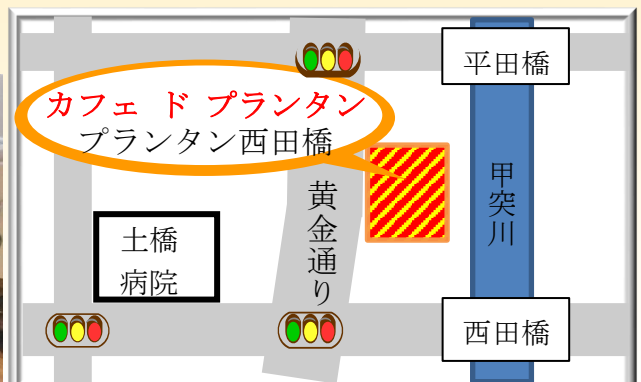 平田橋
カフェ ド プランタン
プランタン西田橋
甲突川
黄金通り
土橋
病院
西田橋